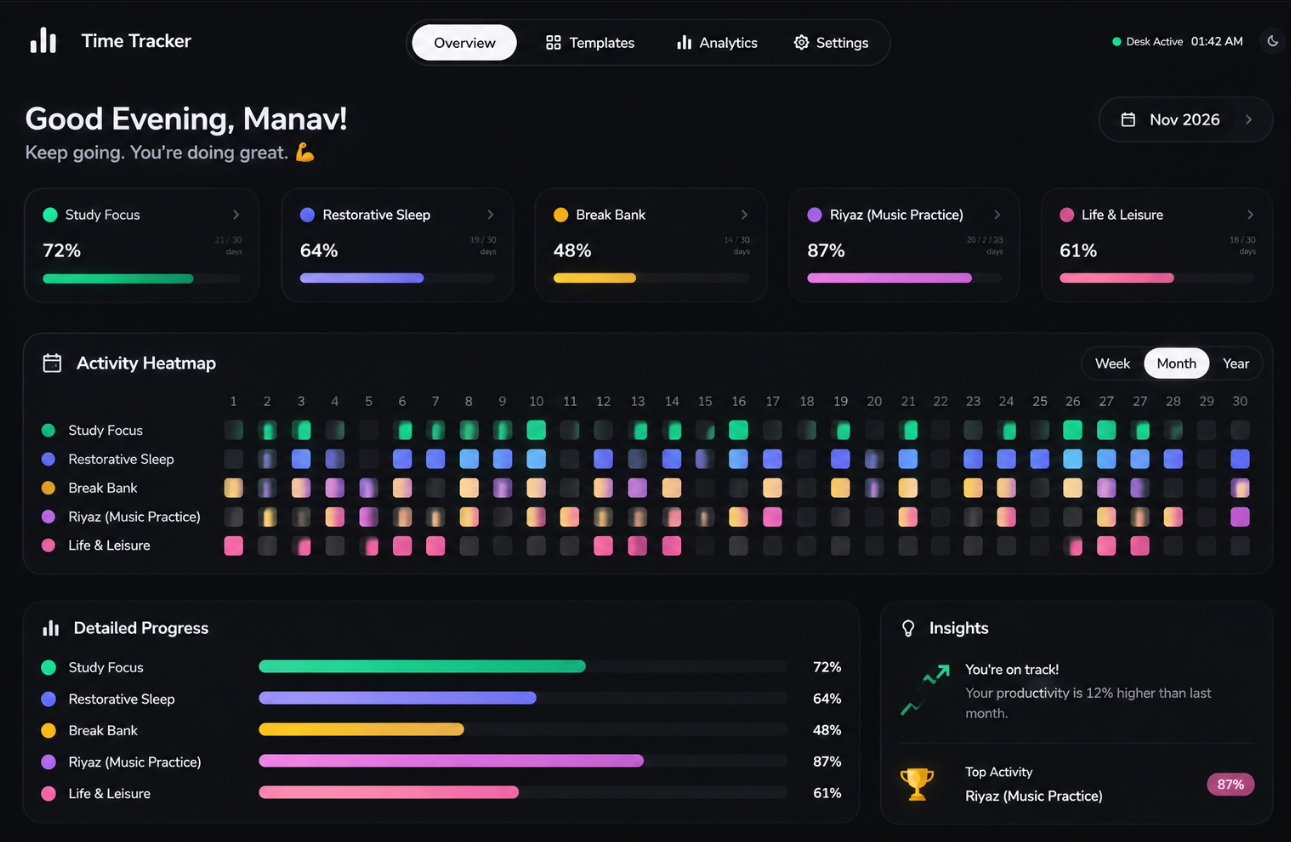 Time Tracker
Overview
Templates
Analytics
Settings
Desk Active 01:42 AM
Good Evening, Manav!
Keep going. You're doing great. 💪
Nov 2026
Study Focus
72%
21 / 30
days
Restorative Sleep
64%
19 / 30
days
Break Bank
48%
14 / 30
days
Riyaz (Music Practice)
87%
days
Life & Leisure
61%
18 / 30
days
Activity Heatmap
Week
Month
Year
1 2 3 4 5 6 7 8 9 10 11 12 13 14 15 16 17 18 19 20 21 22 23 24 25 26 27 27 28 29 30
Study Focus
Restorative Sleep
Break Bank
Riyaz (Music Practice)
Life & Leisure
Detailed Progress
Study Focus 72%
Restorative Sleep 64%
Break Bank 48%
Riyaz (Music Practice) 87%
Life & Leisure 61%
Insights
You're on track!
Your productivity is 12% higher than last
month.
Top Activity
Riyaz (Music Practice)
87%